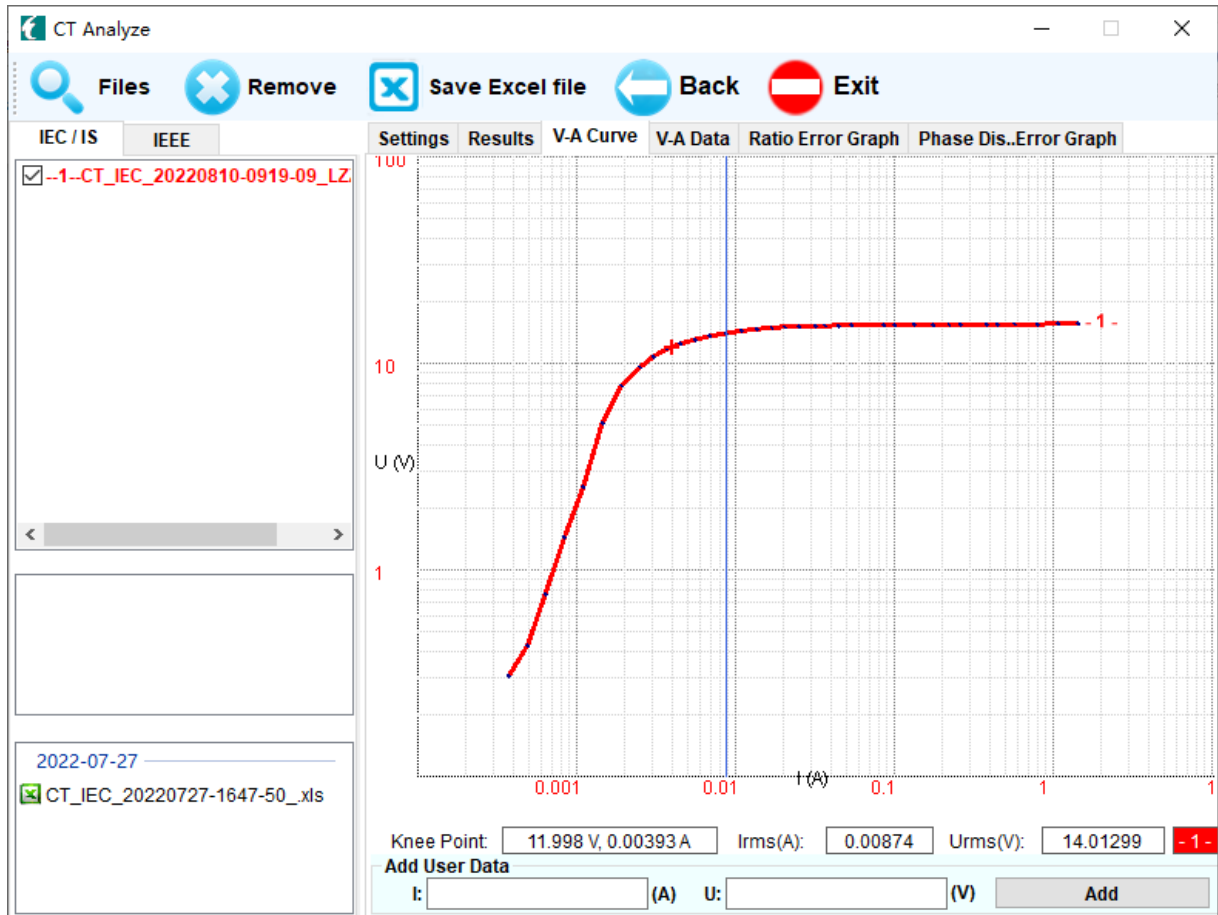 CT Analyze
Files Remove Save Excel file Back Exit
IEC / IS IEEE
Settings Results V-A Curve V-A Data Ratio Error Graph Phase Dis..Error Graph
--1--CT_IEC_20220810-0919-09_LZ
100
- 1 -
10
U (V)
1
0.001 0.01 I (A) 0.1 1 1
2022-07-27
CT_IEC_20220727-1647-50_.xls
Knee Point: 11.998 V, 0.00393 A Irms(A): 0.00874 Urms(V): 14.01299 - 1 -
Add User Data
I: (A) U: (V) Add